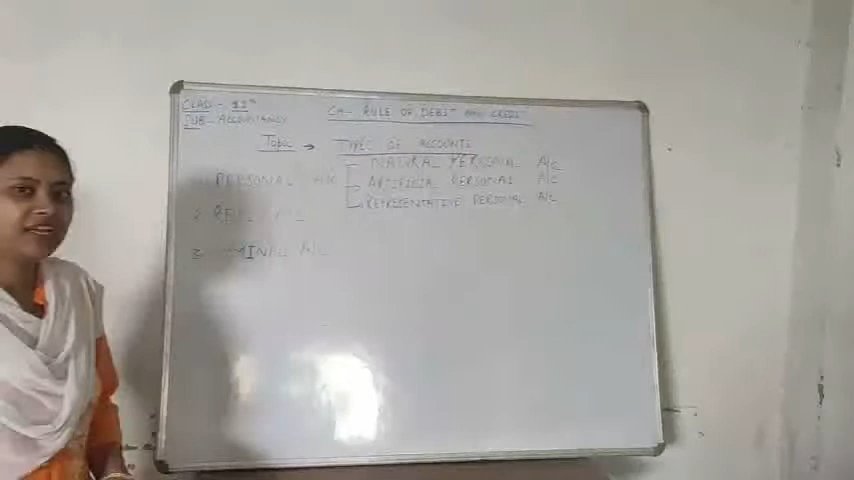 CLASS - 11th
SUB - ACCOUNTANCY
CH- RULE OF DEBIT AND CREDIT
Topic → TYPES OF ACCOUNTS
PERSONAL A/C
NATURAL PERSONAL A/C
ARTIFICIAL PERSONAL A/C
REPRESENTATIVE PERSONAL A/C
2 REAL A/C
3 NOMINAL A/C